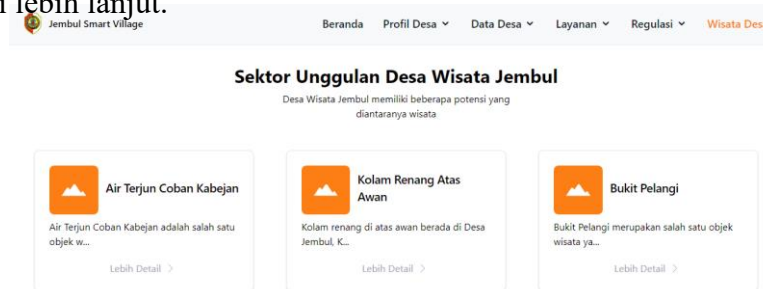 i lebih lanjut.
Jembul Smart Village Beranda Profil Desa Data Desa Layanan Regulasi Wisata Des
Sektor Unggulan Desa Wisata Jembul
Desa Wisata Jembul memiliki beberapa potensi yang
diantaranya wisata
Air Terjun Coban Kabejan
Air Terjun Coban Kabejan adalah salah satu
objek w...
Lebih Detail >
Kolam Renang Atas
Awan
Kolam renang di atas awan berada di Desa
Jembul, K...
Lebih Detail >
Bukit Pelangi
Bukit Pelangi merupakan salah satu objek
wisata ya...
Lebih Detail >